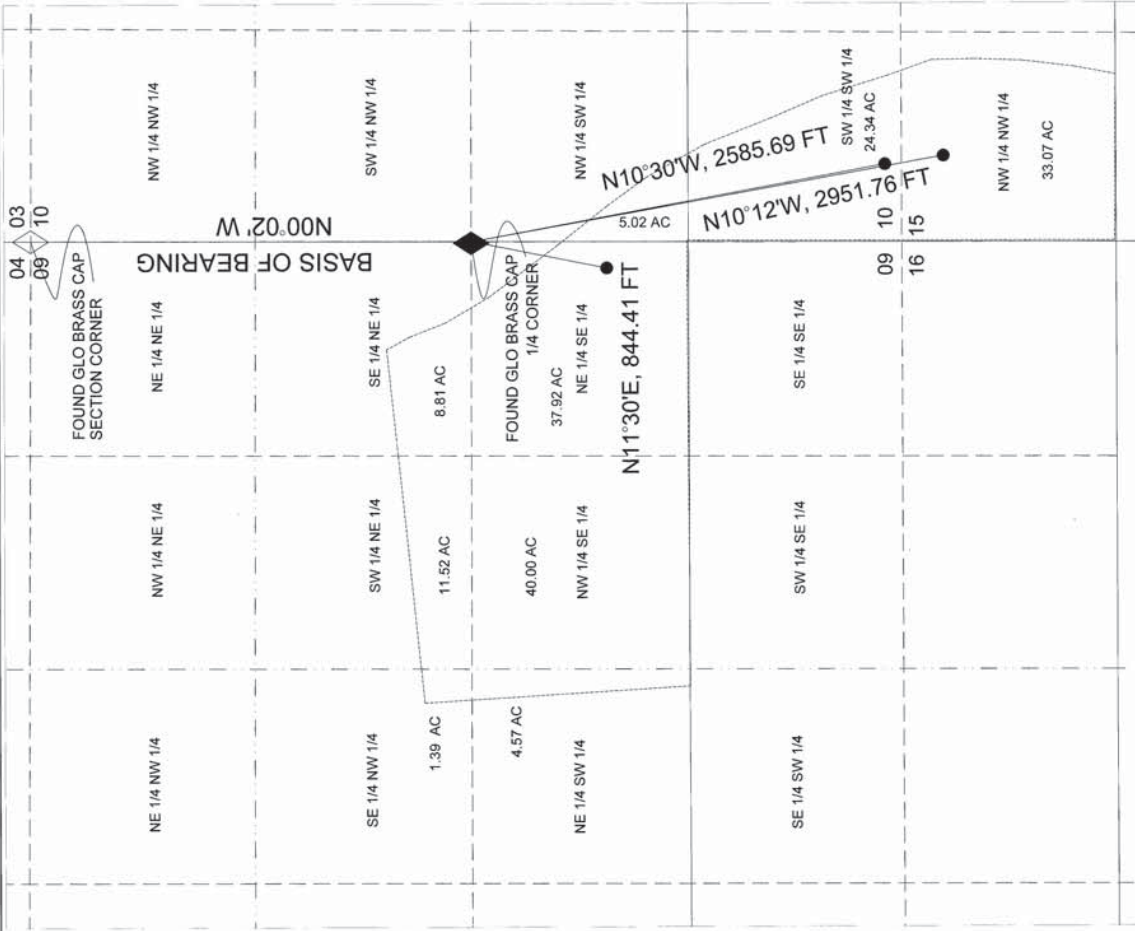 04 03
09 10
FOUND GLO BRASS CAP
SECTION CORNER
BASIS OF BEARING
N00°02' W
NE 1/4 NW 1/4
NW 1/4 NE 1/4
NE 1/4 NE 1/4
NW 1/4 NW 1/4
SE 1/4 NW 1/4
SW 1/4 NE 1/4
SE 1/4 NE 1/4
SW 1/4 NW 1/4
1.39 AC
11.52 AC
8.81 AC
FOUND GLO BRASS CAP
1/4 CORNER
4.57 AC
40.00 AC
37.92 AC
NE 1/4 SW 1/4
NW 1/4 SE 1/4
NE 1/4 SE 1/4
NW 1/4 SW 1/4
N11°30'E, 844.41 FT
5.02 AC
N10°30'W, 2585.69 FT
N10°12'W, 2951.76 FT
SE 1/4 SW 1/4
SW 1/4 SE 1/4
SE 1/4 SE 1/4
SW 1/4 SW 1/4
24.34 AC
09 10
16 15
NW 1/4 NW 1/4
33.07 AC